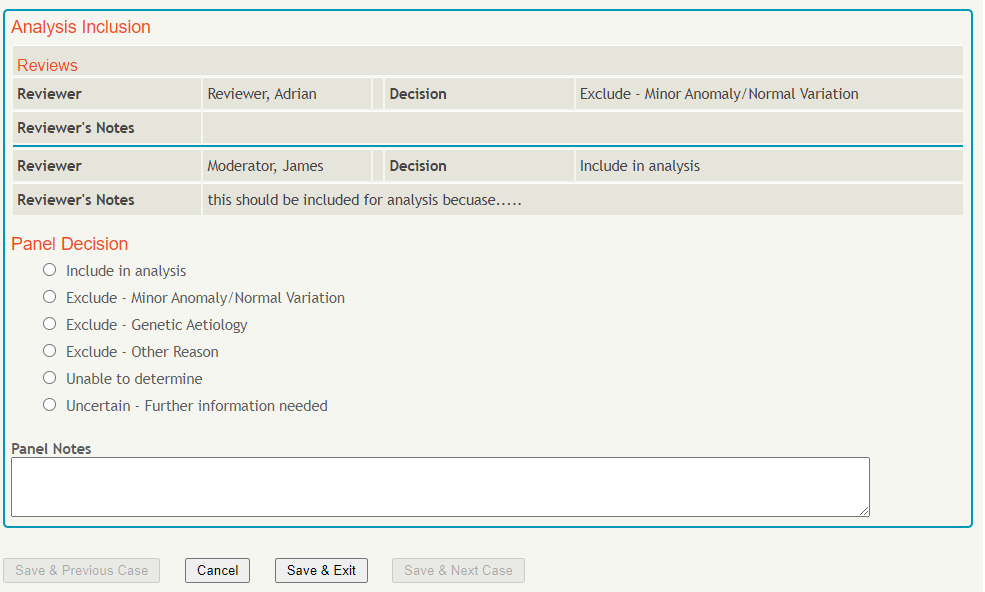 Analysis Inclusion
Reviews
Reviewer Reviewer, Adrian Decision Exclude - Minor Anomaly/Normal Variation
Reviewer's Notes
Reviewer Moderator, James Decision Include in analysis
Reviewer's Notes this should be included for analysis becuase.....
Panel Decision
Include in analysis
Exclude - Minor Anomaly/Normal Variation
Exclude - Genetic Aetiology
Exclude - Other Reason
Unable to determine
Uncertain - Further information needed
Panel Notes
Save & Previous Case Cancel Save & Exit Save & Next Case